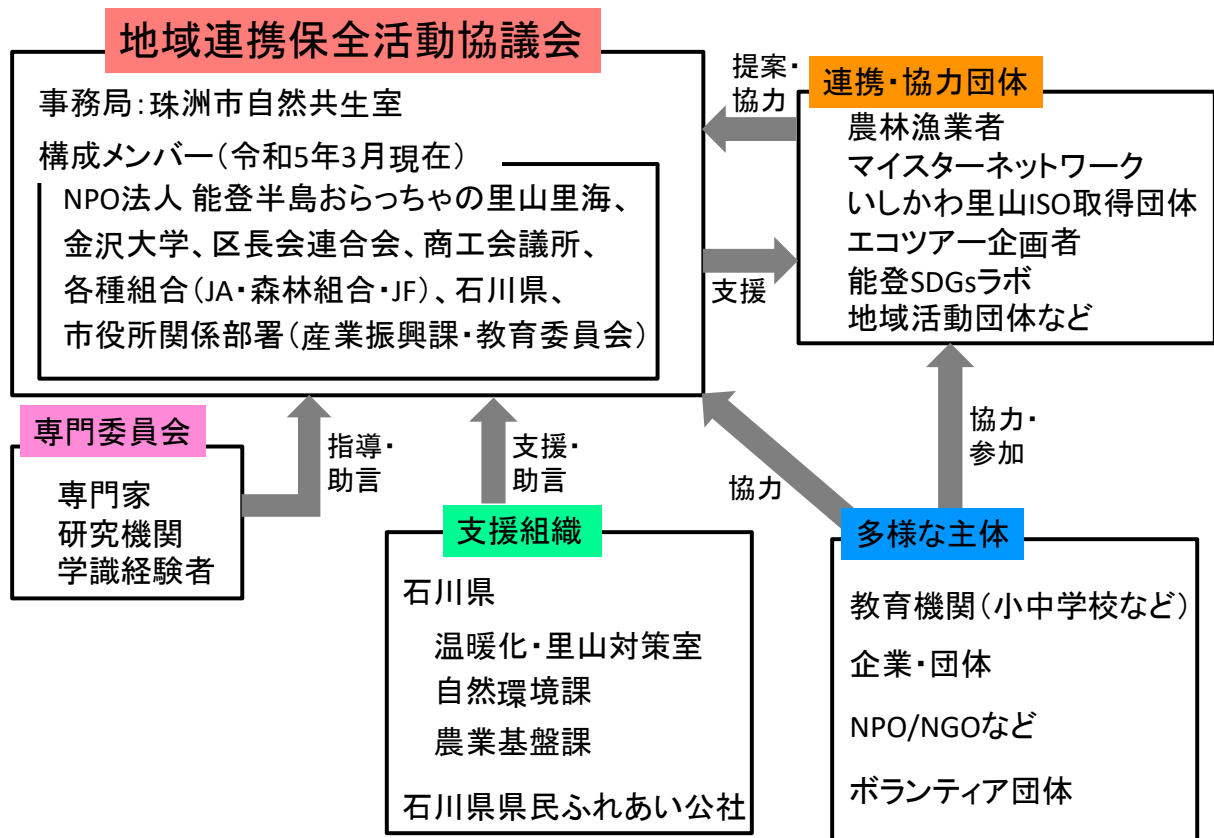 地域連携保全活動協議会
事務局:珠洲市自然共生室
構成メンバー(令和5年3月現在)
NPO法人 能登半島おらっちゃの里山里海、
金沢大学、区長会連合会、商工会議所、
各種組合(JA・森林組合・JF)、石川県、
市役所関係部署(産業振興課・教育委員会)
提案・
協力
支援
連携・協力団体
農林漁業者
マイスターネットワーク
いしかわ里山ISO取得団体
エコツアー企画者
能登SDGsラボ
地域活動団体など
専門委員会
専門家
研究機関
学識経験者
指導・
助言
支援・
助言
協力
協力・
参加
支援組織
石川県
温暖化・里山対策室
自然環境課
農業基盤課
石川県県民ふれあい公社
多様な主体
教育機関(小中学校など)
企業・団体
NPO/NGOなど
ボランティア団体